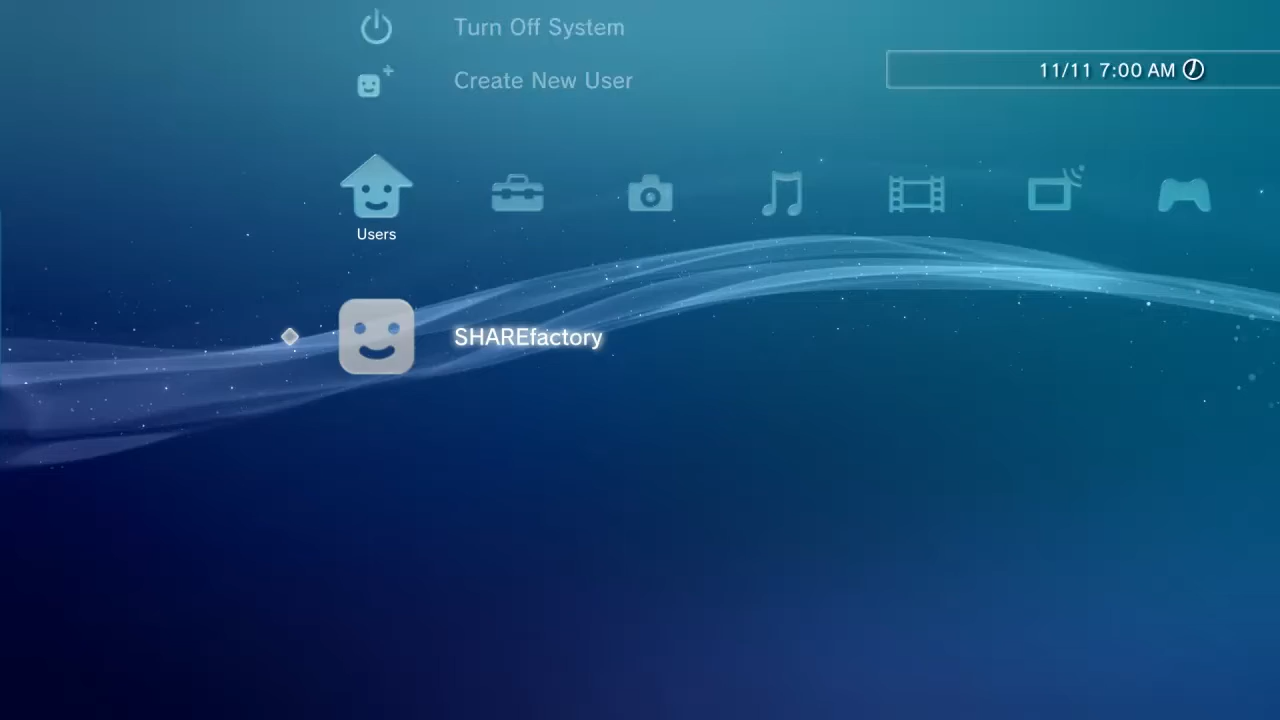 Turn Off System
Create New User
11/11 7:00 AM
Users
SHAREfactory